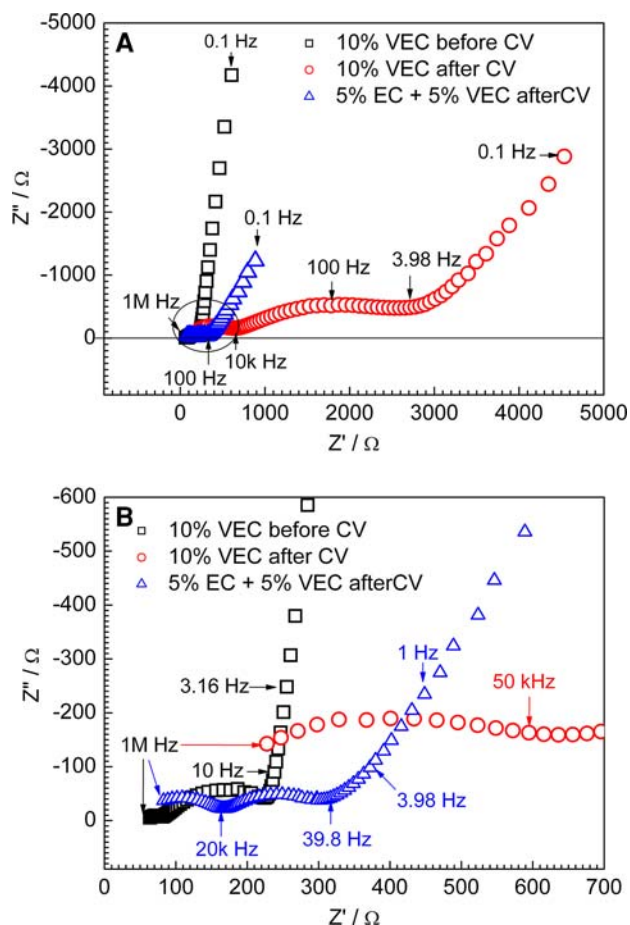 A
10% VEC before CV
10% VEC after CV
5% EC + 5% VEC afterCV
-5000
-4000
-3000
-2000
-1000
0
Z" / Ω
0.1 Hz
0.1 Hz
0.1 Hz
3.98 Hz
100 Hz
1M Hz
100 Hz
10k Hz
0 1000 2000 3000 4000 5000
Z' / Ω
B
10% VEC before CV
10% VEC after CV
5% EC + 5% VEC afterCV
-600
-500
-400
-300
-200
-100
0
Z" / Ω
3.16 Hz
1 Hz
50 kHz
1M Hz
10 Hz
3.98 Hz
20k Hz
39.8 Hz
0 100 200 300 400 500 600 700
Z' / Ω